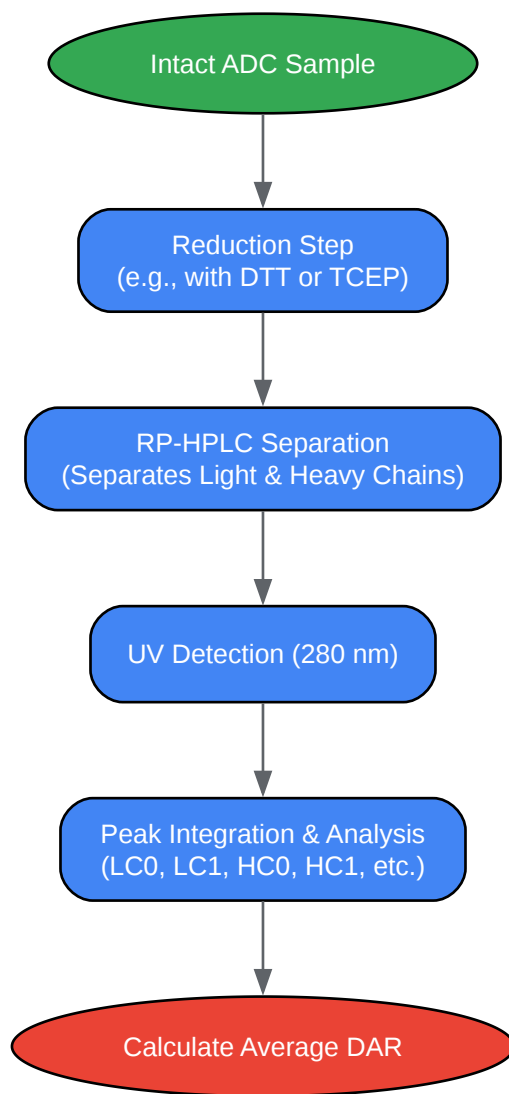 Intact ADC Sample
Reduction Step
(e.g., with DTT or TCEP)
RP-HPLC Separation
(Separates Light & Heavy Chains)
UV Detection (280 nm)
Peak Integration & Analysis
(LC0, LC1, HC0, HC1, etc.)
Calculate Average DAR